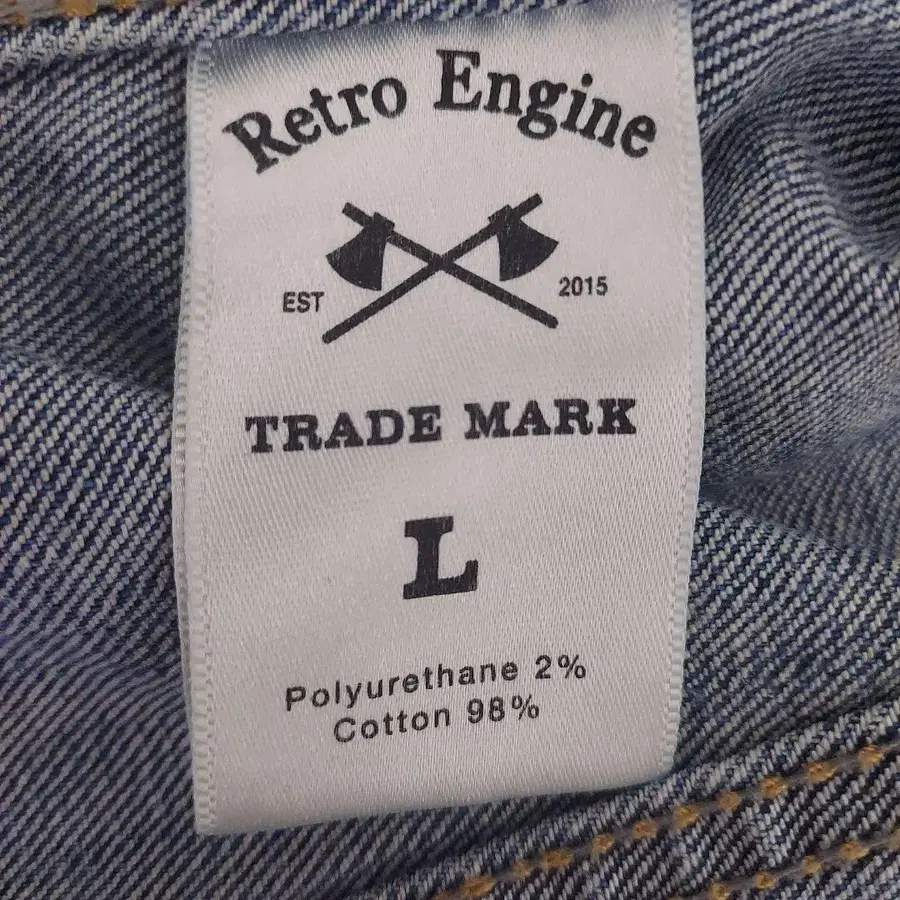 Retro Engine
EST 2015
TRADE MARK
L
Polyurethane 2%
Cotton 98%